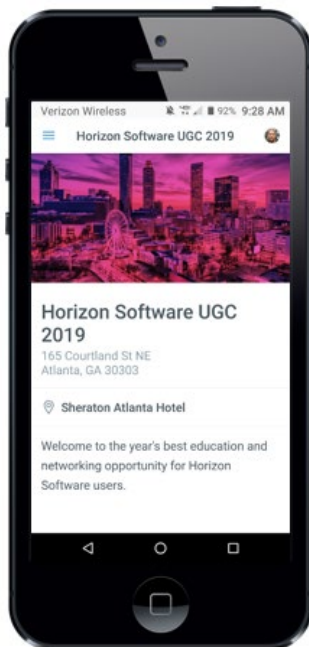 Verizon Wireless 92% 9:28 AM
Horizon Software UGC 2019
Horizon Software UGC
2019
165 Courtland St NE
Atlanta, GA 30303
Sheraton Atlanta Hotel
Welcome to the year's best education and
networking opportunity for Horizon
Software users.